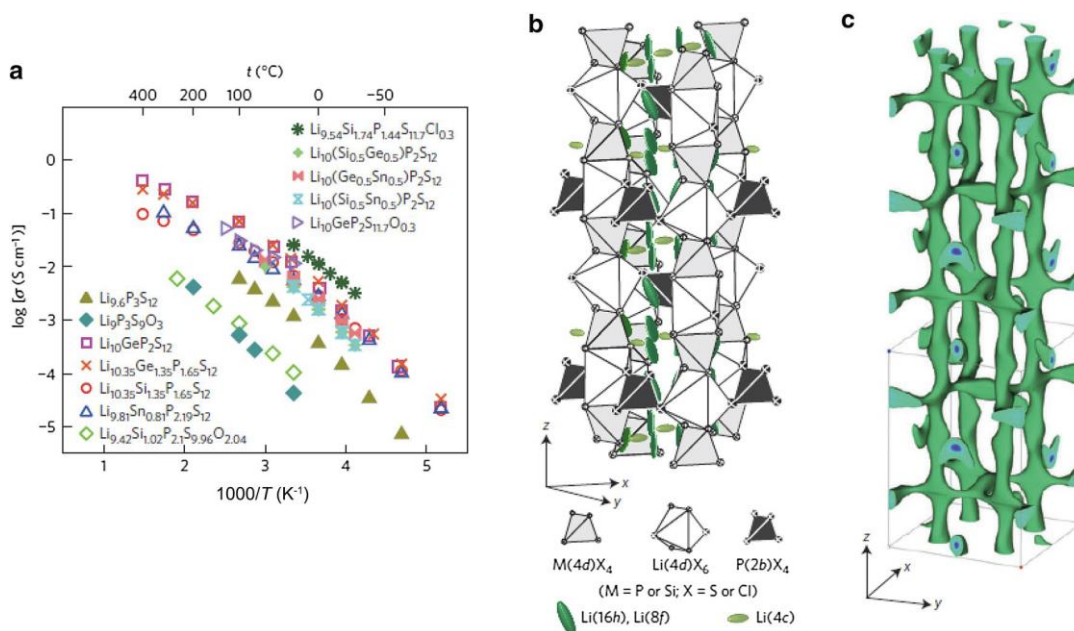 a
t (°C)
400 200 100 0 −50
Li9.54Si1.74P1.44S11.7Cl0.3
Li10(Si0.5Ge0.5)P2S12
Li10(Ge0.5Sn0.5)P2S12
Li10(Si0.5Sn0.5)P2S12
Li10GeP2S11.7O0.3
0
−1
−2
−3
−4
−5
log [σ (S cm⁻¹)]
Li9.6P3S12
Li9P3S9O3
Li10GeP2S12
Li10.35Ge1.35P1.65S12
Li10.35Si1.35P1.65S12
Li9.81Sn0.81P2.19S12
Li9.42Si1.02P2.1S9.96O2.04
1 2 3 4 5
1000/T (K⁻¹)
b
z
x
y
M(4d)X4 Li(4d)X6 P(2b)X4
(M = P or Si; X = S or Cl)
Li(16h), Li(8f) Li(4c)
c
z
x
y